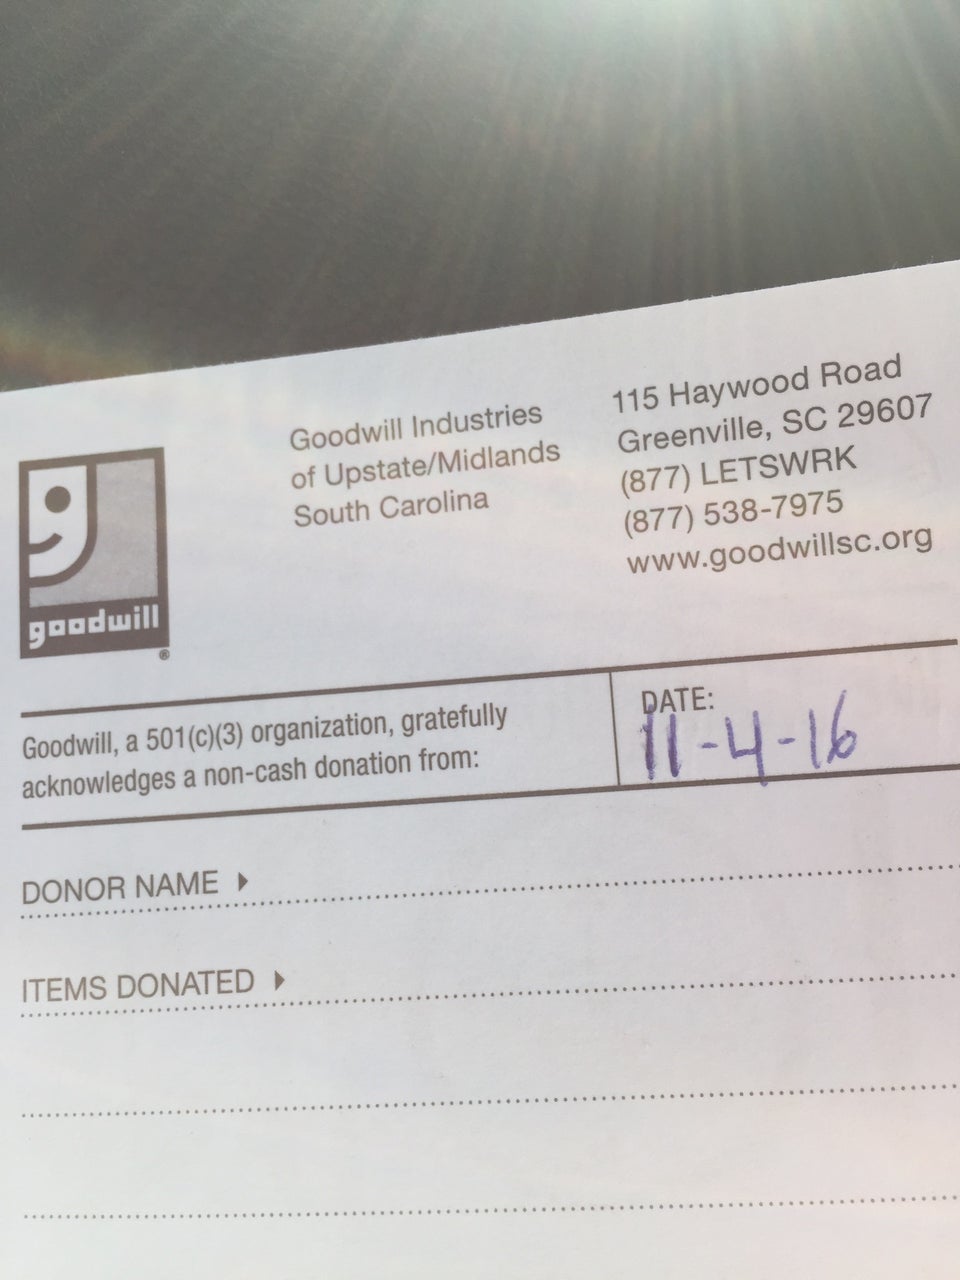 goodwill
®
Goodwill Industries
of Upstate/Midlands
South Carolina
115 Haywood Road
Greenville, SC 29607
(877) LETSWRK
(877) 538-7975
www.goodwillsc.org
Goodwill, a 501(c)(3) organization, gratefully
acknowledges a non-cash donation from:
DATE:
11-4-16
DONOR NAME
ITEMS DONATED